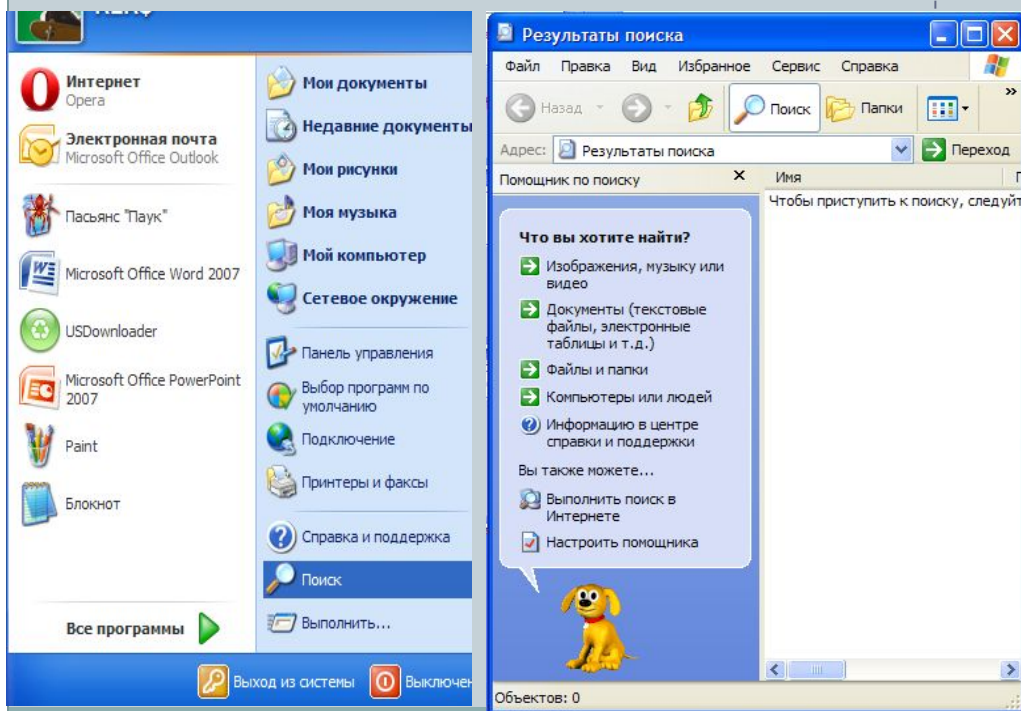 Интернет
Opera
Электронная почта
Microsoft Office Outlook
Пасьянс "Паук"
Microsoft Office Word 2007
USDownloader
Microsoft Office PowerPoint
2007
Paint
Блокнот
Все программы
Мои документы
Недавние документы
Мои рисунки
Моя музыка
Мой компьютер
Сетевое окружение
Панель управления
Выбор программ по
умолчанию
Подключение
Принтеры и факсы
Справка и поддержка
Поиск
Выполнить...
Выход из системы Выключен
Результаты поиска
Файл Правка Вид Избранное Сервис Справка
Назад Поиск Папки »
Адрес: Результаты поиска Переход
Помощник по поиску
Что вы хотите найти?
Изображения, музыку или
видео
Документы (текстовые
файлы, электронные
таблицы и т.д.)
Файлы и папки
Компьютеры или людей
Информацию в центре
справки и поддержки
Вы также можете...
Выполнить поиск в
Интернете
Настроить помощника
Имя
Чтобы приступить к поиску, следуйт
Объектов: 0